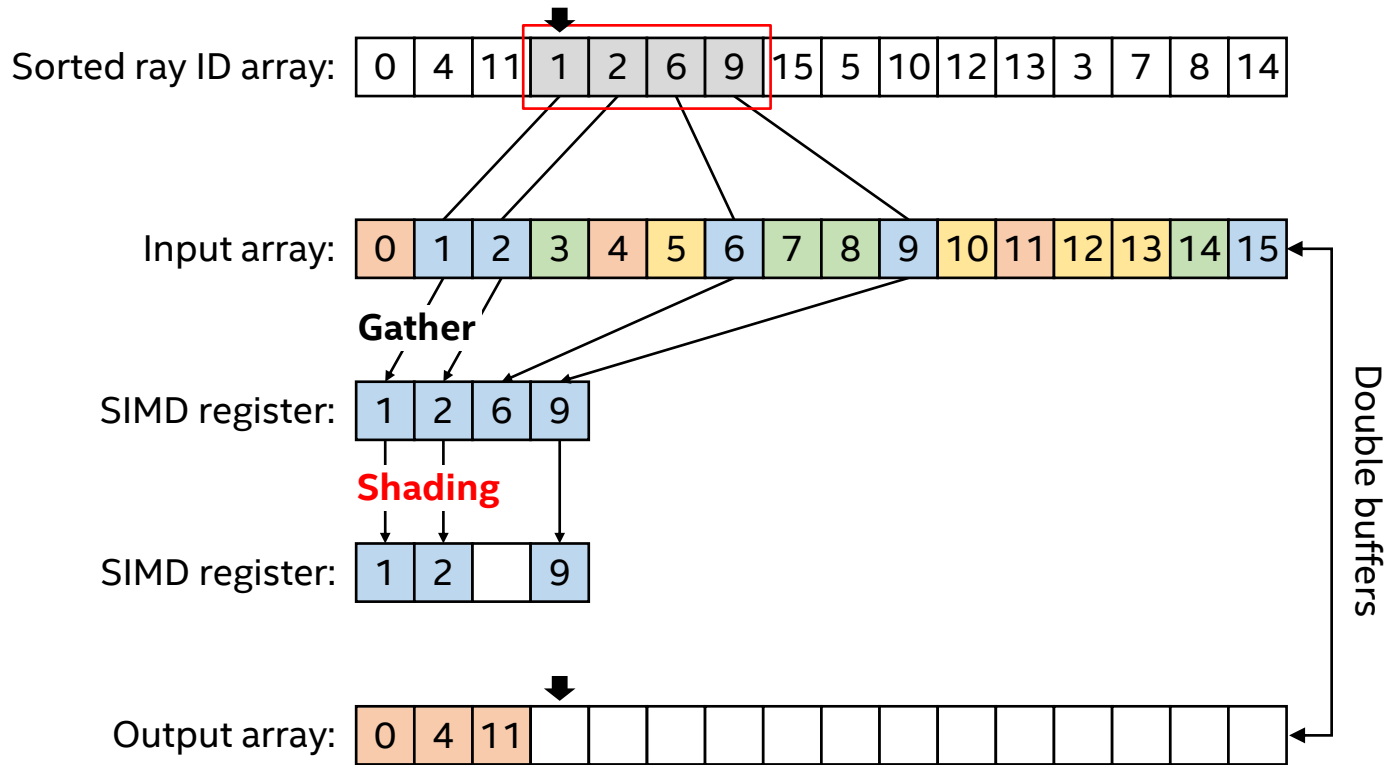 Sorted ray ID array: 0 4 11 1 2 6 9 15 5 10 12 13 3 7 8 14
Input array: 0 1 2 3 4 5 6 7 8 9 10 11 12 13 14 15
Gather
SIMD register: 1 2 6 9
Shading
SIMD register: 1 2 9
Output array: 0 4 11
Double buffers